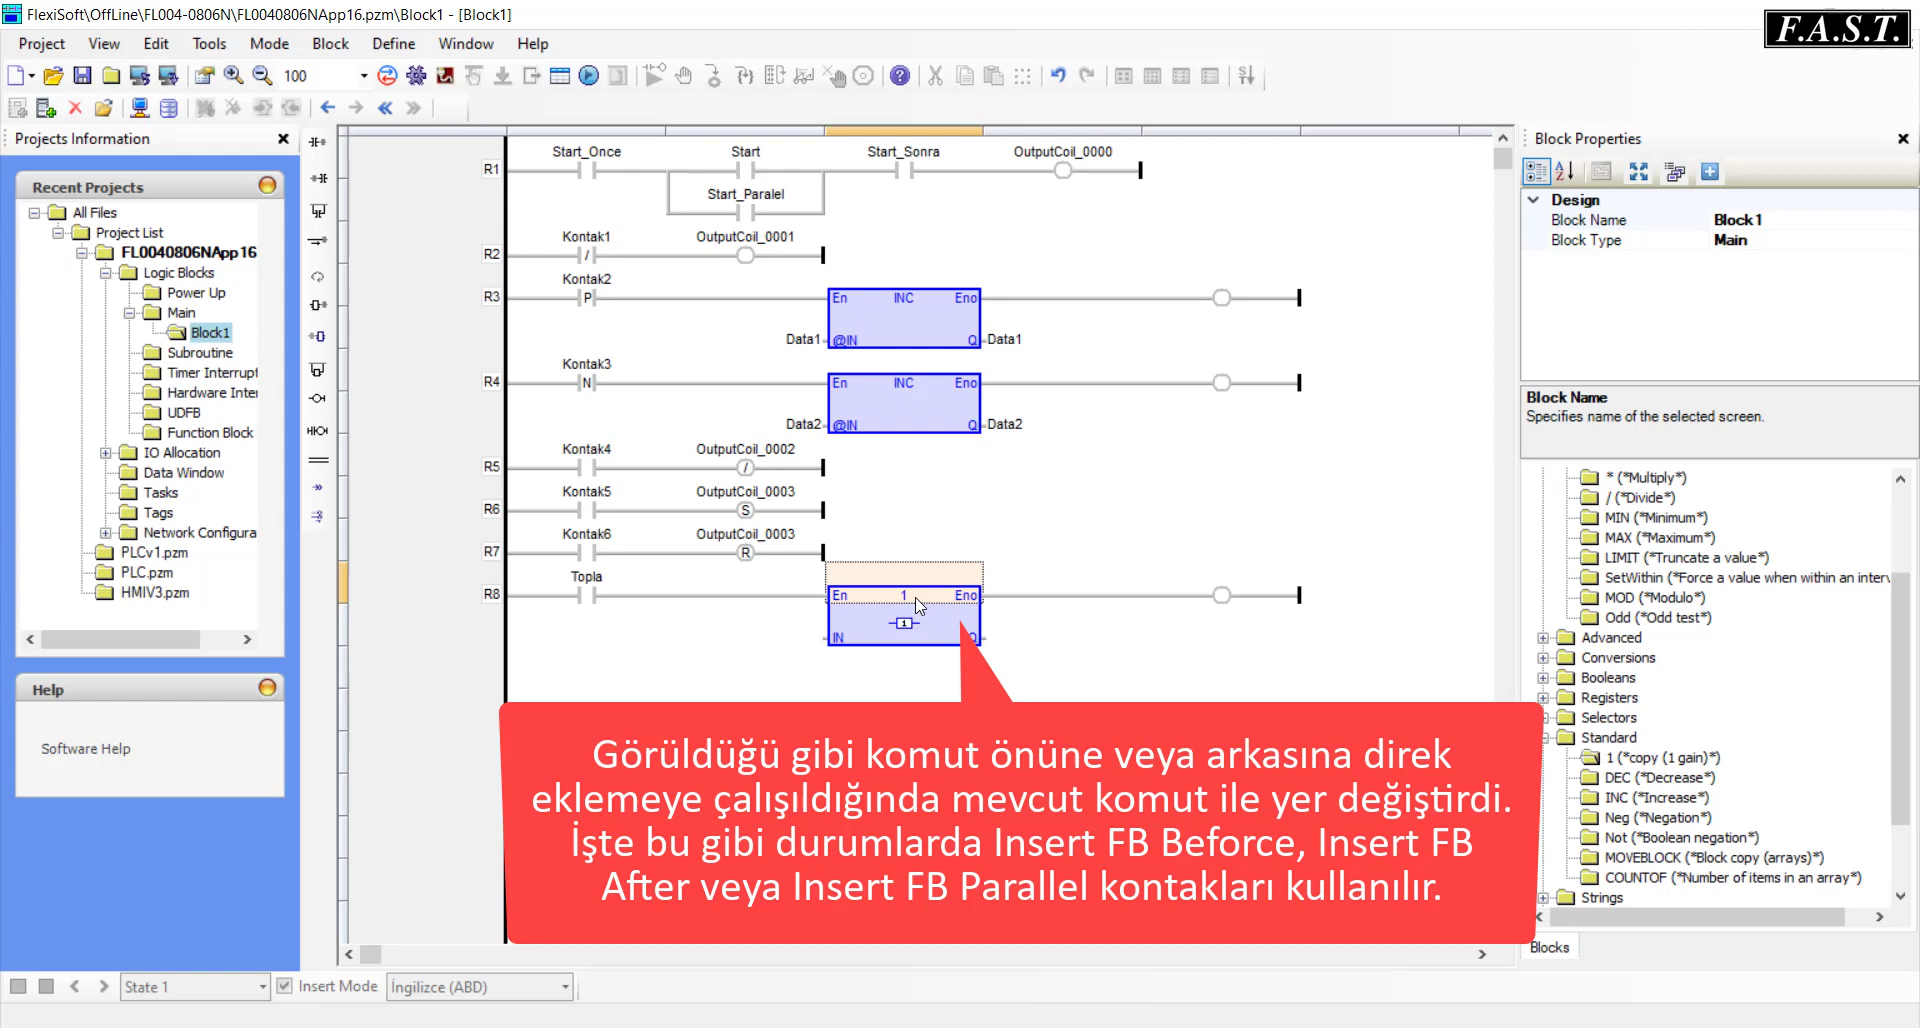 FlexiSoft\OffLine\FL004-0806N\FL0040806NApp16.pzm\Block1 - [Block1]
F.A.S.T.
Project View Edit Tools Mode Block Define Window Help
100
Projects Information
Recent Projects
All Files
Project List
FL0040806NApp16
Logic Blocks
Power Up
Main
Block1
Subroutine
Timer Interrupt
Hardware Inter
UDFB
Function Block
IO Allocation
Data Window
Tasks
Tags
Network Configura
PLCv1.pzm
PLC.pzm
HMIV3.pzm
Help
Software Help
Start_Once Start Start_Sonra OutputCoil_0000
R1
Start_Paralel
Kontak1 OutputCoil_0001
R2 /
Kontak2
R3 P En INC Eno
Data1 @IN Q Data1
Kontak3
R4 N En INC Eno
Data2 @IN Q Data2
Kontak4 OutputCoil_0002
R5 /
Kontak5 OutputCoil_0003
R6 S
Kontak6 OutputCoil_0003
R7 R
Topla
R8 En 1 Eno
1
IN Q
Görüldüğü gibi komut önüne veya arkasına direk
eklemeye çalışıldığında mevcut komut ile yer değiştirdi.
İşte bu gibi durumlarda Insert FB Beforce, Insert FB
After veya Insert FB Parallel kontakları kullanılır.
Block Properties
Design
Block Name Block1
Block Type Main
Block Name
Specifies name of the selected screen.
* (*Multiply*)
/ (*Divide*)
MIN (*Minimum*)
MAX (*Maximum*)
LIMIT (*Truncate a value*)
SetWithin (*Force a value when within an interv
MOD (*Modulo*)
Odd (*Odd test*)
Advanced
Conversions
Booleans
Registers
Selectors
Standard
1 (*copy (1 gain)*)
DEC (*Decrease*)
INC (*Increase*)
Neg (*Negation*)
Not (*Boolean negation*)
MOVEBLOCK (*Block copy (arrays)*)
COUNTOF (*Number of items in an array*)
Strings
Blocks
State 1 Insert Mode İngilizce (ABD)